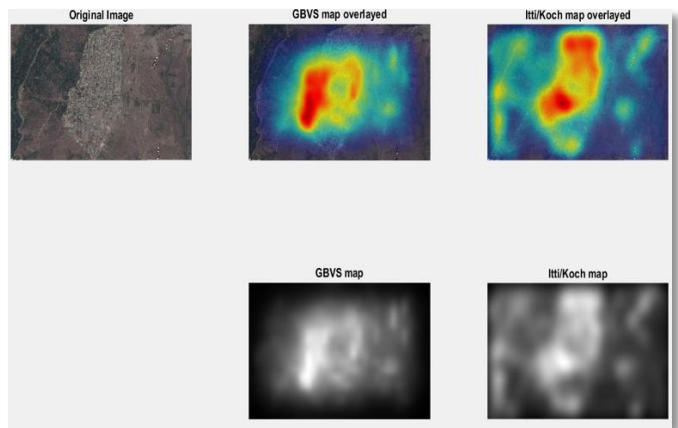 Original Image
GBVS map overlayed
Itti/Koch map overlayed
GBVS map
Itti/Koch map